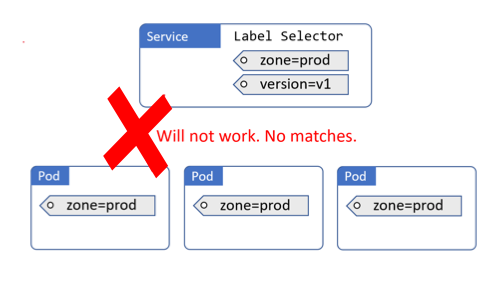 Service
Label Selector
zone=prod
version=v1
Will not work. No matches.
Pod
zone=prod
Pod
zone=prod
Pod
zone=prod